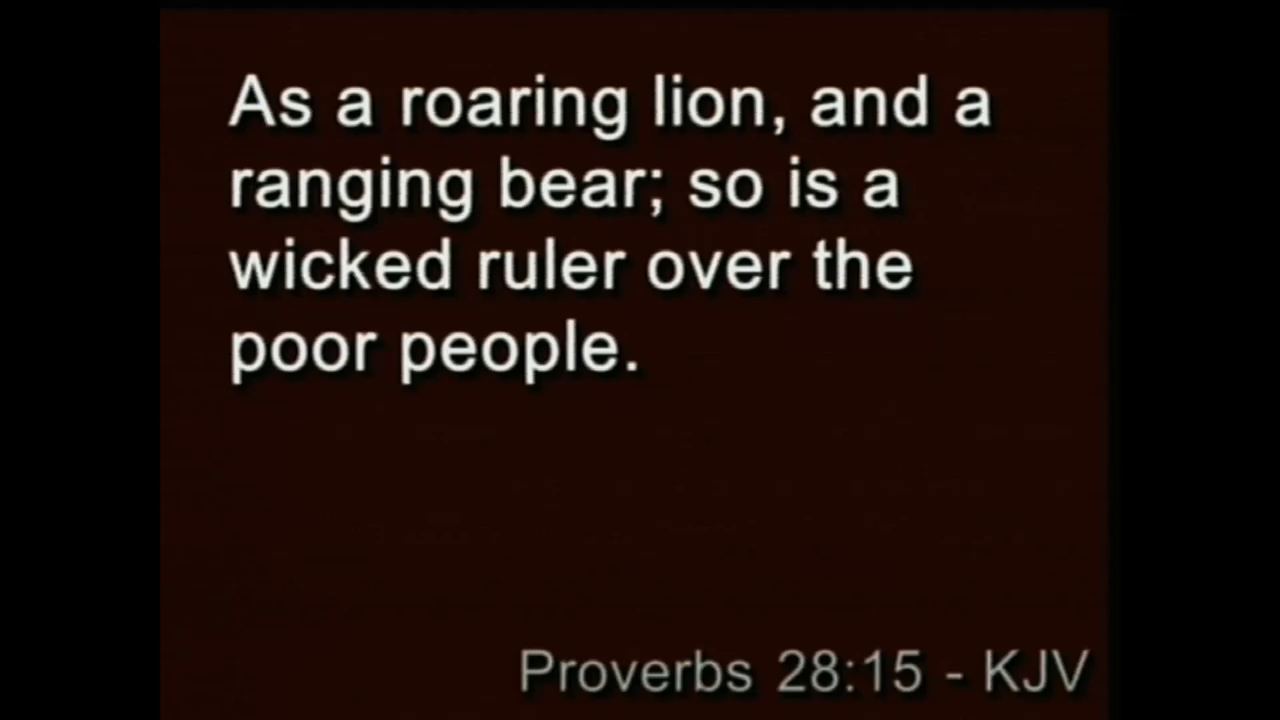 As a roaring lion, and a
ranging bear; so is a
wicked ruler over the
poor people.
Proverbs 28:15 - KJV